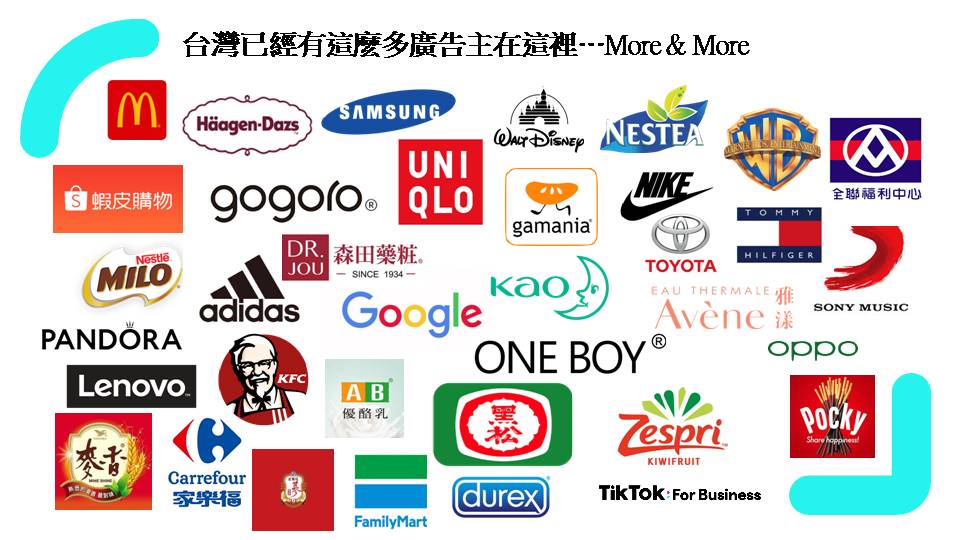 台灣已經有這麼多廣告主在這裡…More & More
Häagen-Dazs
SAMSUNG
WALT DISNEY
NESTEA
WB
WARNER BROS. ENTERTAINMENT
全聯福利中心
S 蝦皮購物
gogoro®
UNI
QLO
gamania®
NIKE
TOYOTA
TOMMY
HILFIGER
Nestlé
MILO
DR.
JOU
森田藥粧®
SINCE 1934
adidas
Google
Kao
EAU THERMALE
Avène
雅漾
SONY MUSIC
PANDORA
ONE BOY®
oppo
Lenovo™
KFC
AB
優酪乳
黑松
Zespri™
KIWIFRUIT
Pocky
Share happiness!
麥香
Carrefour
家樂福
FamilyMart
durex
TikTok: For Business